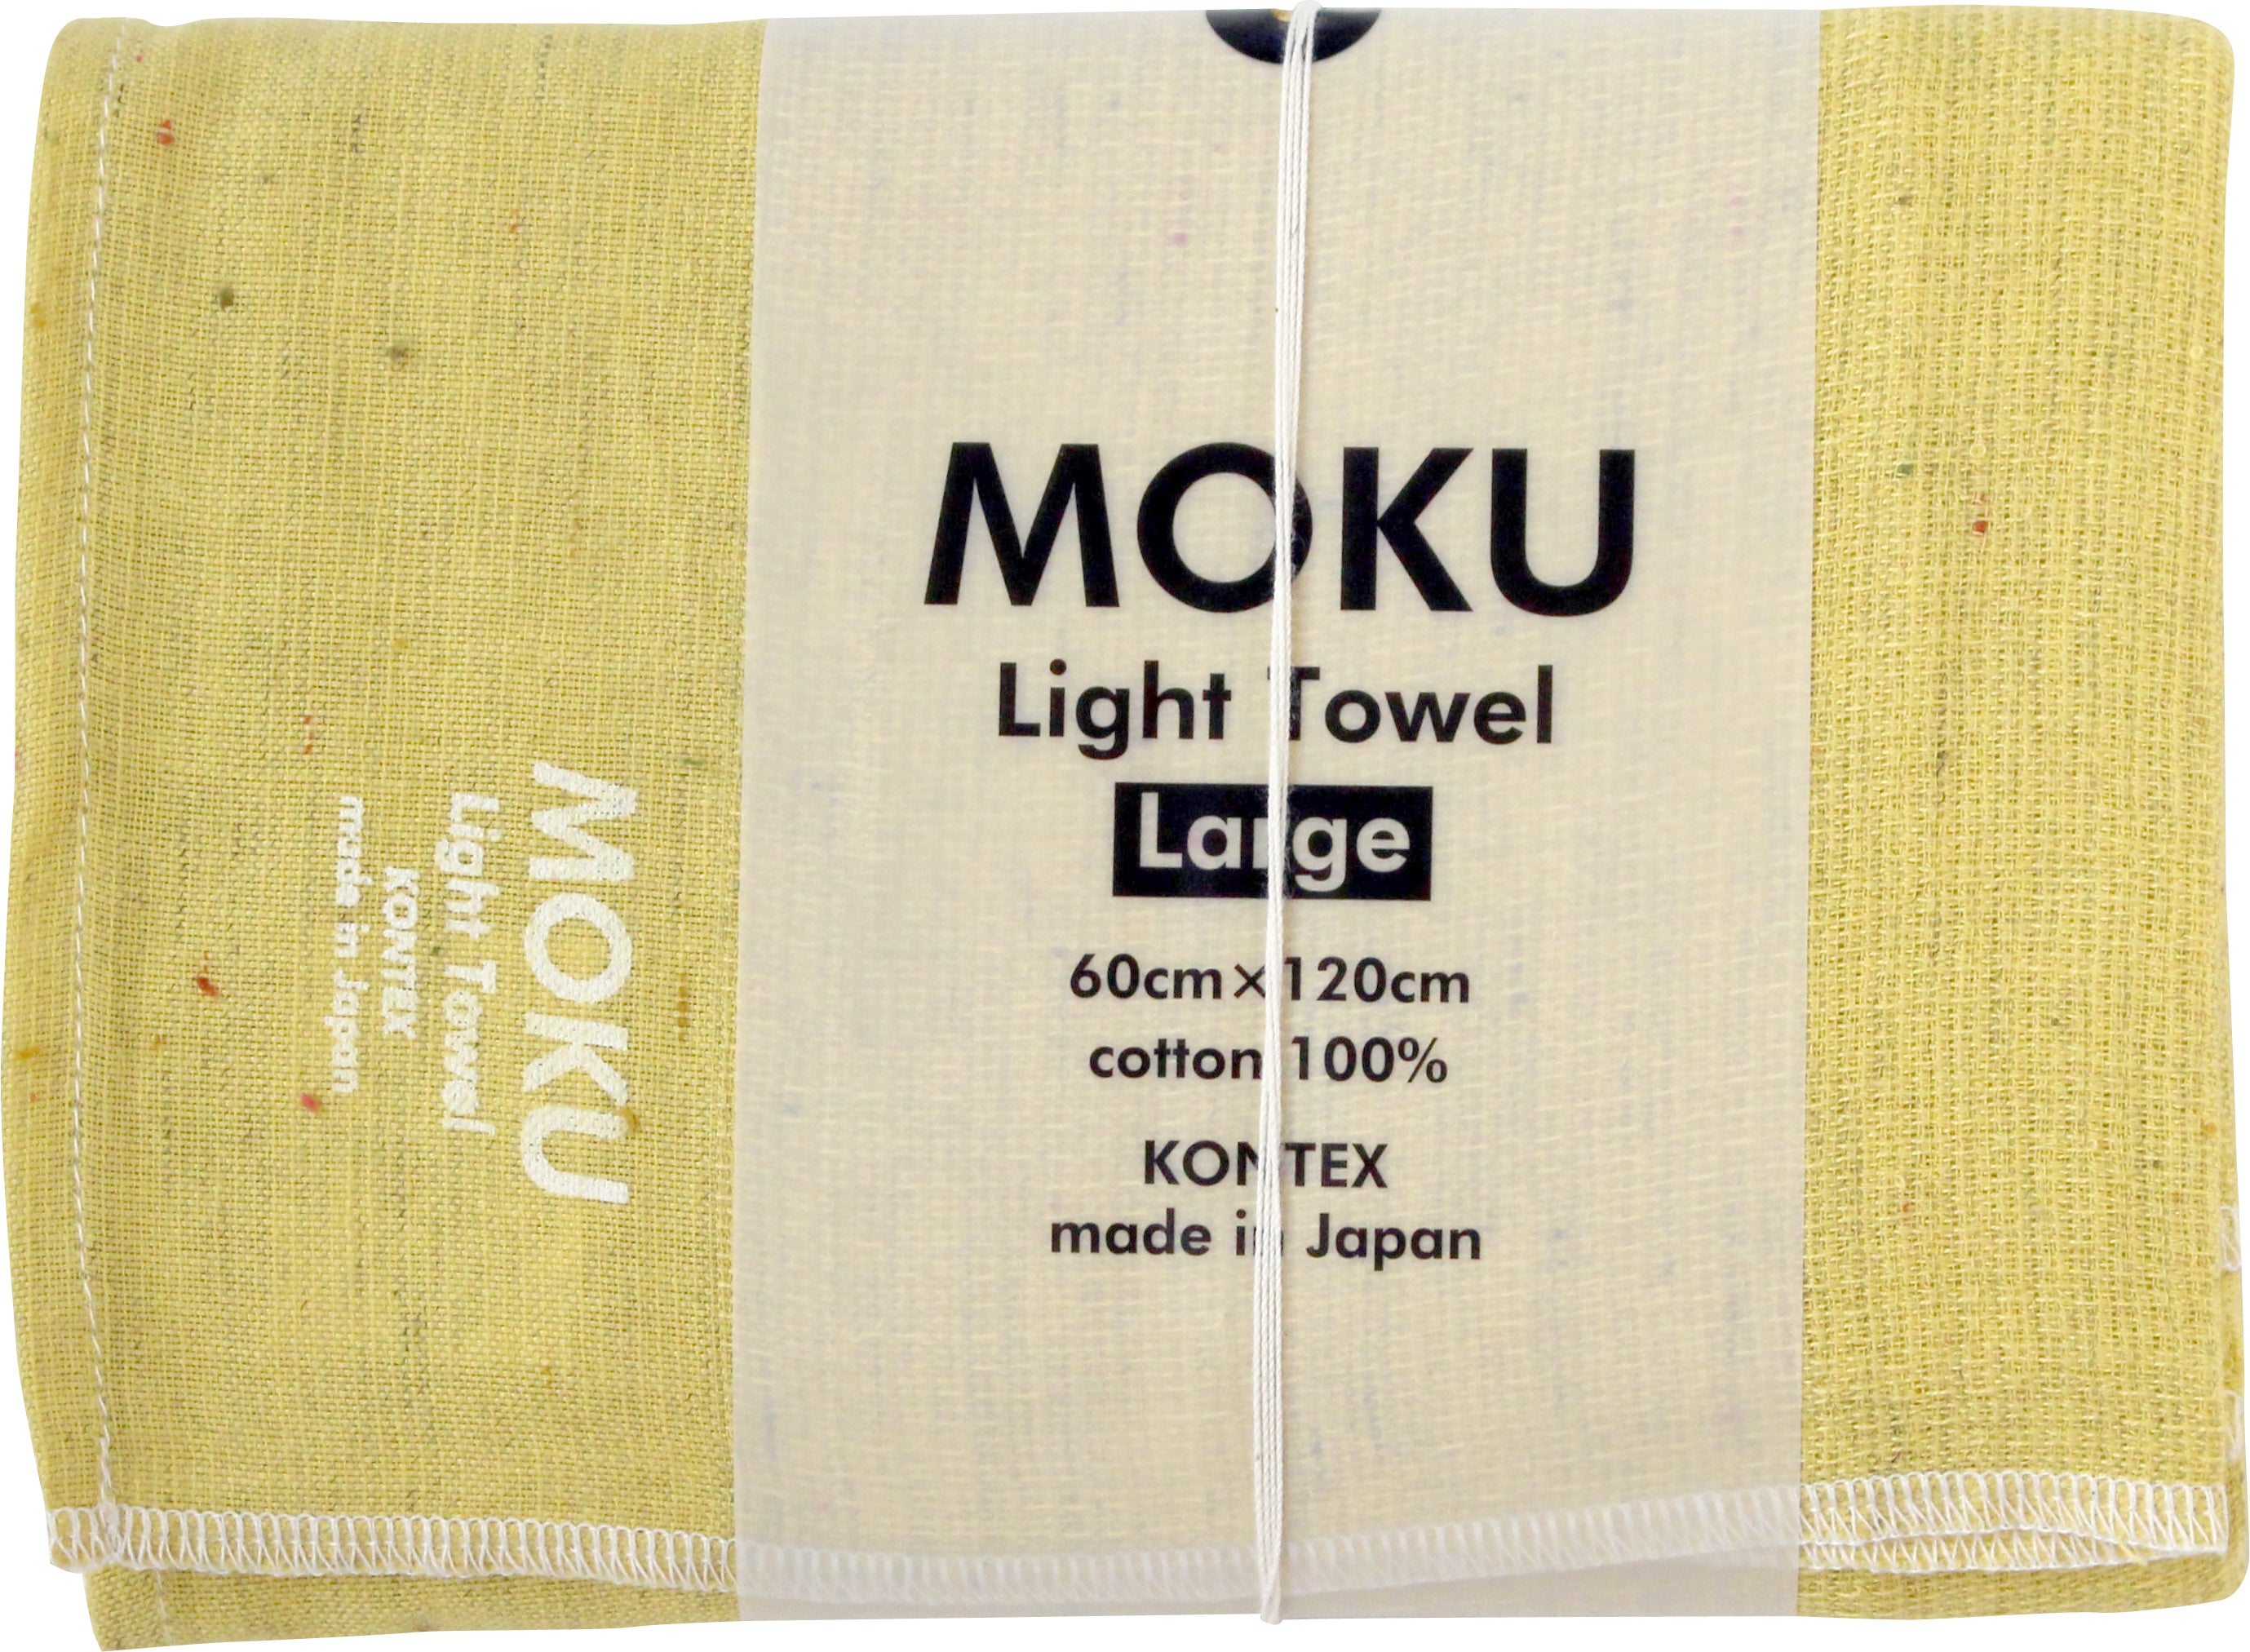 MOKU
Light Towel
KONTEX
made in Japan
MOKU
Light Towel
Large
60cm×120cm
cotton 100%
KONTEX
made in Japan